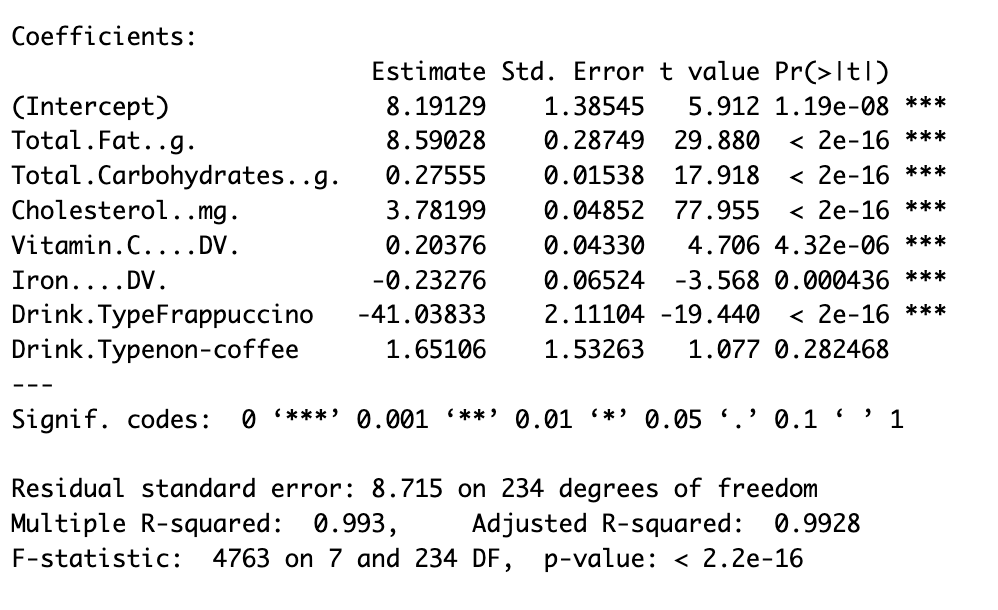 Coefficients:
Estimate Std. Error t value Pr(>|t|)
(Intercept) 8.19129 1.38545 5.912 1.19e-08 ***
Total.Fat..g. 8.59028 0.28749 29.880 < 2e-16 ***
Total.Carbohydrates..g. 0.27555 0.01538 17.918 < 2e-16 ***
Cholesterol..mg. 3.78199 0.04852 77.955 < 2e-16 ***
Vitamin.C....DV. 0.20376 0.04330 4.706 4.32e-06 ***
Iron....DV. -0.23276 0.06524 -3.568 0.000436 ***
Drink.TypeFrappuccino -41.03833 2.11104 -19.440 < 2e-16 ***
Drink.Typenon-coffee 1.65106 1.53263 1.077 0.282468
---
Signif. codes: 0 ‘***’ 0.001 ‘**’ 0.01 ‘*’ 0.05 ‘.’ 0.1 ‘ ’ 1
Residual standard error: 8.715 on 234 degrees of freedom
Multiple R-squared: 0.993, Adjusted R-squared: 0.9928
F-statistic: 4763 on 7 and 234 DF, p-value: < 2.2e-16